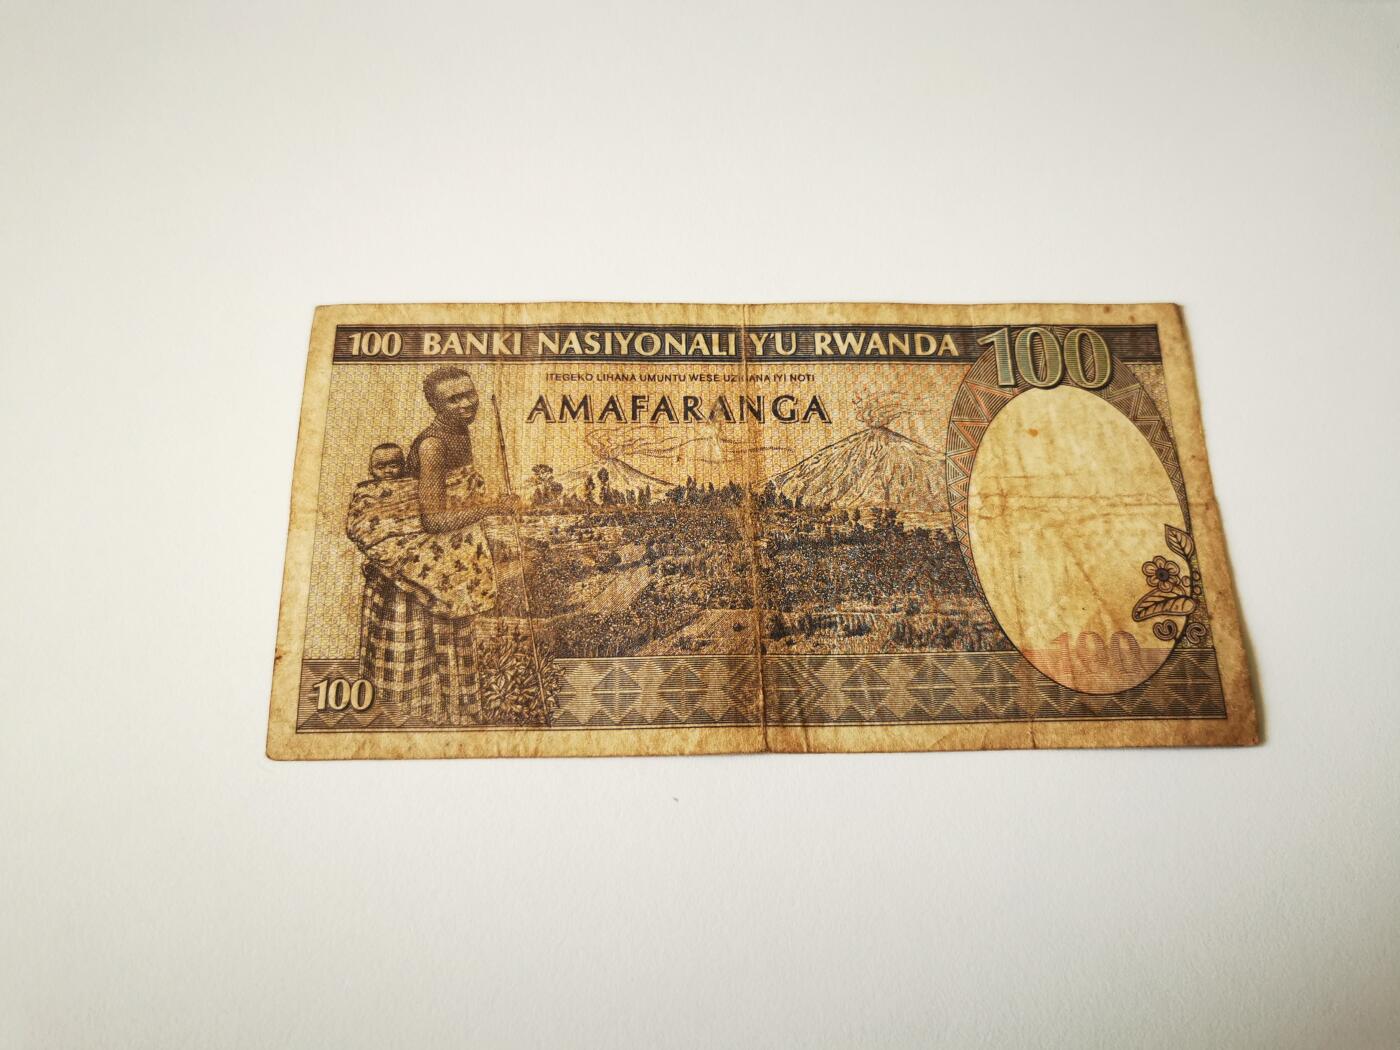 100 BANKI NASIYONALI Y'U RWANDA 100
ITEGEKO LIHANA UMUNTU WESE UZIGANA IYI NOTI
AMAFARANGA
100
100